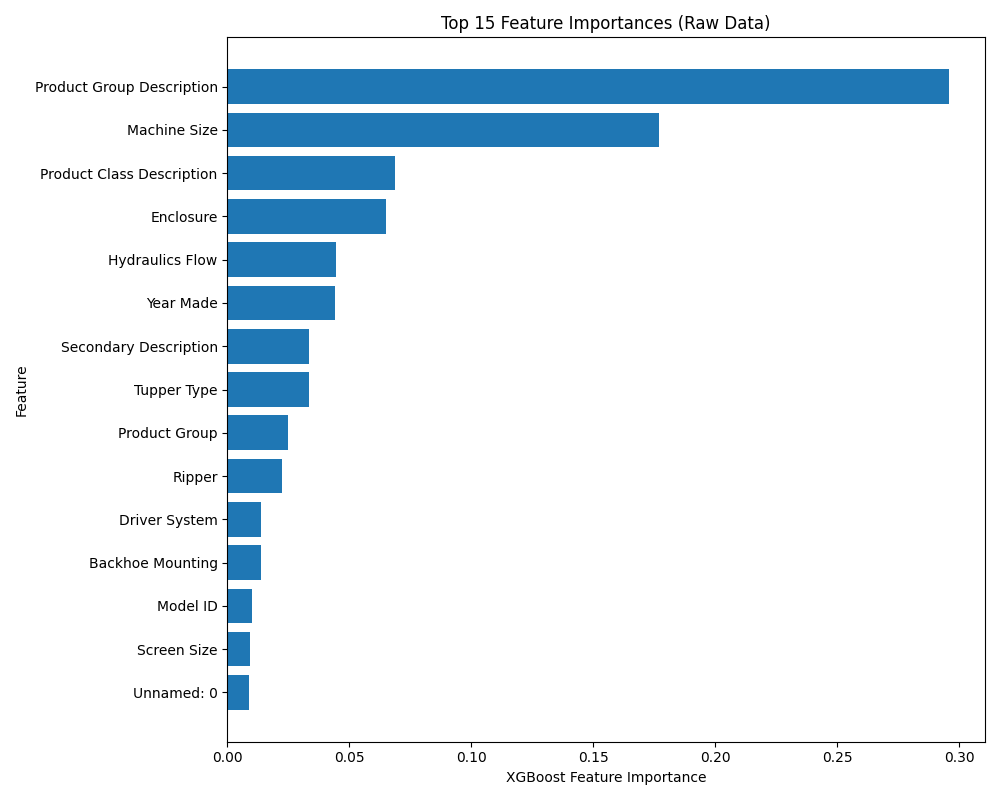 Top 15 Feature Importances (Raw Data)
Product Group Description
Machine Size
Product Class Description
Enclosure
Hydraulics Flow
Year Made
Secondary Description
Tupper Type
Product Group
Ripper
Driver System
Backhoe Mounting
Model ID
Screen Size
Unnamed: 0
Feature
0.00 0.05 0.10 0.15 0.20 0.25 0.30
XGBoost Feature Importance